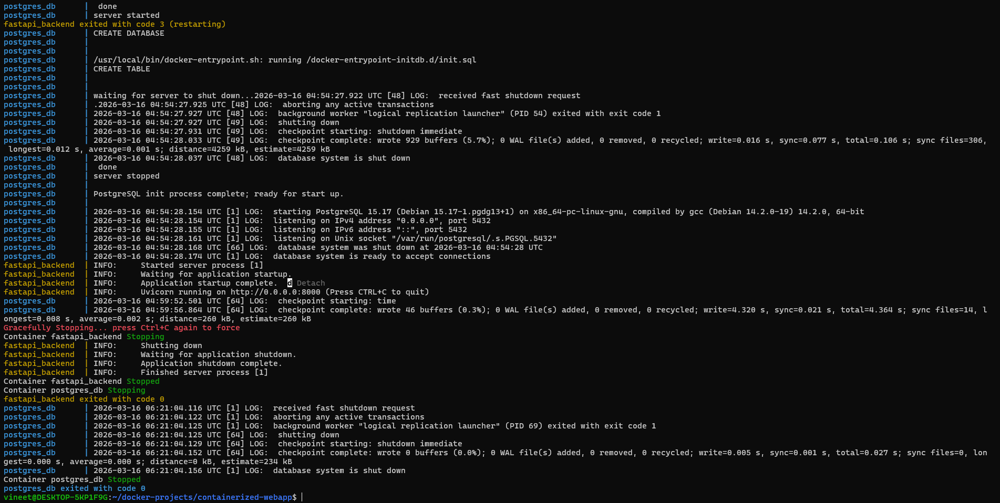 postgres_db      |  done
postgres_db      | server started
fastapi_backend exited with code 3 (restarting)
postgres_db      | CREATE DATABASE
postgres_db      |
postgres_db      |
postgres_db      | /usr/local/bin/docker-entrypoint.sh: running /docker-entrypoint-initdb.d/init.sql
postgres_db      | CREATE TABLE
postgres_db      |
postgres_db      |
postgres_db      | waiting for server to shut down...2026-03-16 04:54:27.922 UTC [48] LOG:  received fast shutdown request
postgres_db      | .2026-03-16 04:54:27.925 UTC [48] LOG:  aborting any active transactions
postgres_db      | 2026-03-16 04:54:27.927 UTC [48] LOG:  background worker "logical replication launcher" (PID 54) exited with exit code 1
postgres_db      | 2026-03-16 04:54:27.927 UTC [49] LOG:  shutting down
postgres_db      | 2026-03-16 04:54:27.931 UTC [49] LOG:  checkpoint starting: shutdown immediate
postgres_db      | 2026-03-16 04:54:28.033 UTC [49] LOG:  checkpoint complete: wrote 929 buffers (5.7%); 0 WAL file(s) added, 0 removed, 0 recycled; write=0.016 s, sync=0.077 s, total=0.106 s; sync files=306,
 longest=0.012 s, average=0.001 s; distance=4259 kB, estimate=4259 kB
postgres_db      | 2026-03-16 04:54:28.037 UTC [48] LOG:  database system is shut down
postgres_db      |  done
postgres_db      | server stopped
postgres_db      |
postgres_db      | PostgreSQL init process complete; ready for start up.
postgres_db      |
postgres_db      | 2026-03-16 04:54:28.154 UTC [1] LOG:  starting PostgreSQL 15.17 (Debian 15.17-1.pgdg13+1) on x86_64-pc-linux-gnu, compiled by gcc (Debian 14.2.0-19) 14.2.0, 64-bit
postgres_db      | 2026-03-16 04:54:28.154 UTC [1] LOG:  listening on IPv4 address "0.0.0.0", port 5432
postgres_db      | 2026-03-16 04:54:28.155 UTC [1] LOG:  listening on IPv6 address "::", port 5432
postgres_db      | 2026-03-16 04:54:28.161 UTC [1] LOG:  listening on Unix socket "/var/run/postgresql/.s.PGSQL.5432"
postgres_db      | 2026-03-16 04:54:28.168 UTC [66] LOG:  database system was shut down at 2026-03-16 04:54:28 UTC
postgres_db      | 2026-03-16 04:54:28.174 UTC [1] LOG:  database system is ready to accept connections
fastapi_backend  | INFO:     Started server process [1]
fastapi_backend  | INFO:     Waiting for application startup.
fastapi_backend  | INFO:     Application startup complete.  d Detach
fastapi_backend  | INFO:     Uvicorn running on http://0.0.0.0:8000 (Press CTRL+C to quit)
postgres_db      | 2026-03-16 04:59:52.501 UTC [64] LOG:  checkpoint starting: time
postgres_db      | 2026-03-16 04:59:56.864 UTC [64] LOG:  checkpoint complete: wrote 46 buffers (0.3%); 0 WAL file(s) added, 0 removed, 0 recycled; write=4.320 s, sync=0.021 s, total=4.364 s; sync files=14, l
ongest=0.008 s, average=0.002 s; distance=260 kB, estimate=260 kB
Gracefully Stopping... press Ctrl+C again to force
Container fastapi_backend Stopping
fastapi_backend  | INFO:     Shutting down
fastapi_backend  | INFO:     Waiting for application shutdown.
fastapi_backend  | INFO:     Application shutdown complete.
fastapi_backend  | INFO:     Finished server process [1]
Container fastapi_backend Stopped
Container postgres_db Stopping
fastapi_backend exited with code 0
postgres_db      | 2026-03-16 06:21:04.116 UTC [1] LOG:  received fast shutdown request
postgres_db      | 2026-03-16 06:21:04.122 UTC [1] LOG:  aborting any active transactions
postgres_db      | 2026-03-16 06:21:04.125 UTC [1] LOG:  background worker "logical replication launcher" (PID 69) exited with exit code 1
postgres_db      | 2026-03-16 06:21:04.125 UTC [64] LOG:  shutting down
postgres_db      | 2026-03-16 06:21:04.129 UTC [64] LOG:  checkpoint starting: shutdown immediate
postgres_db      | 2026-03-16 06:21:04.152 UTC [64] LOG:  checkpoint complete: wrote 0 buffers (0.0%); 0 WAL file(s) added, 0 removed, 0 recycled; write=0.005 s, sync=0.001 s, total=0.027 s; sync files=0, lon
gest=0.000 s, average=0.000 s; distance=0 kB, estimate=234 kB
postgres_db      | 2026-03-16 06:21:04.156 UTC [1] LOG:  database system is shut down
Container postgres_db Stopped
postgres_db exited with code 0
vineet@DESKTOP-5KP1F9G:~/docker-projects/containerized-webapp$